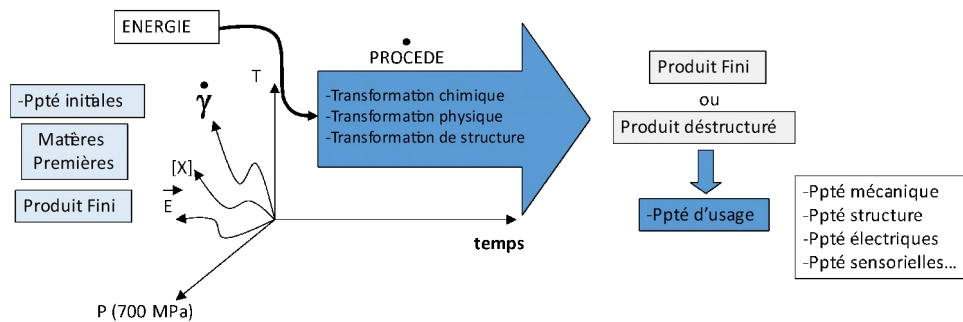 ENERGIE
-Ppté initiales
Matières
Premières
Produit Fini
γ̇
[X]
E
T
temps
P (700 MPa)
PROCEDE
-Transformation chimique
-Transformation physique
-Transformation de structure
Produit Fini
ou
Produit déstructuré
-Ppté d’usage
-Ppté mécanique
-Ppté structure
-Ppté électriques
-Ppté sensorielles...